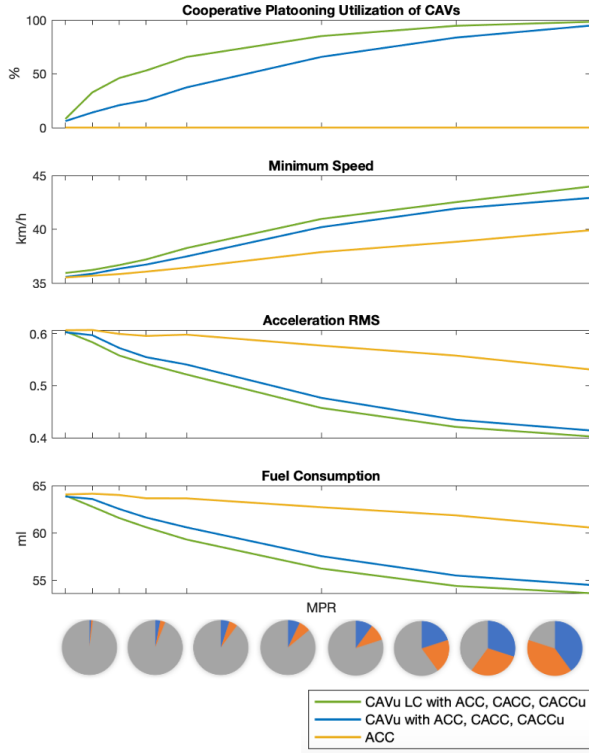 Cooperative Platooning Utilization of CAVs
100
50
0
%
Minimum Speed
45
40
35
km/h
Acceleration RMS
0.6
0.5
0.4
Fuel Consumption
65
60
55
ml
MPR
CAVu LC with ACC, CACC, CACCu
CAVu with ACC, CACC, CACCu
ACC